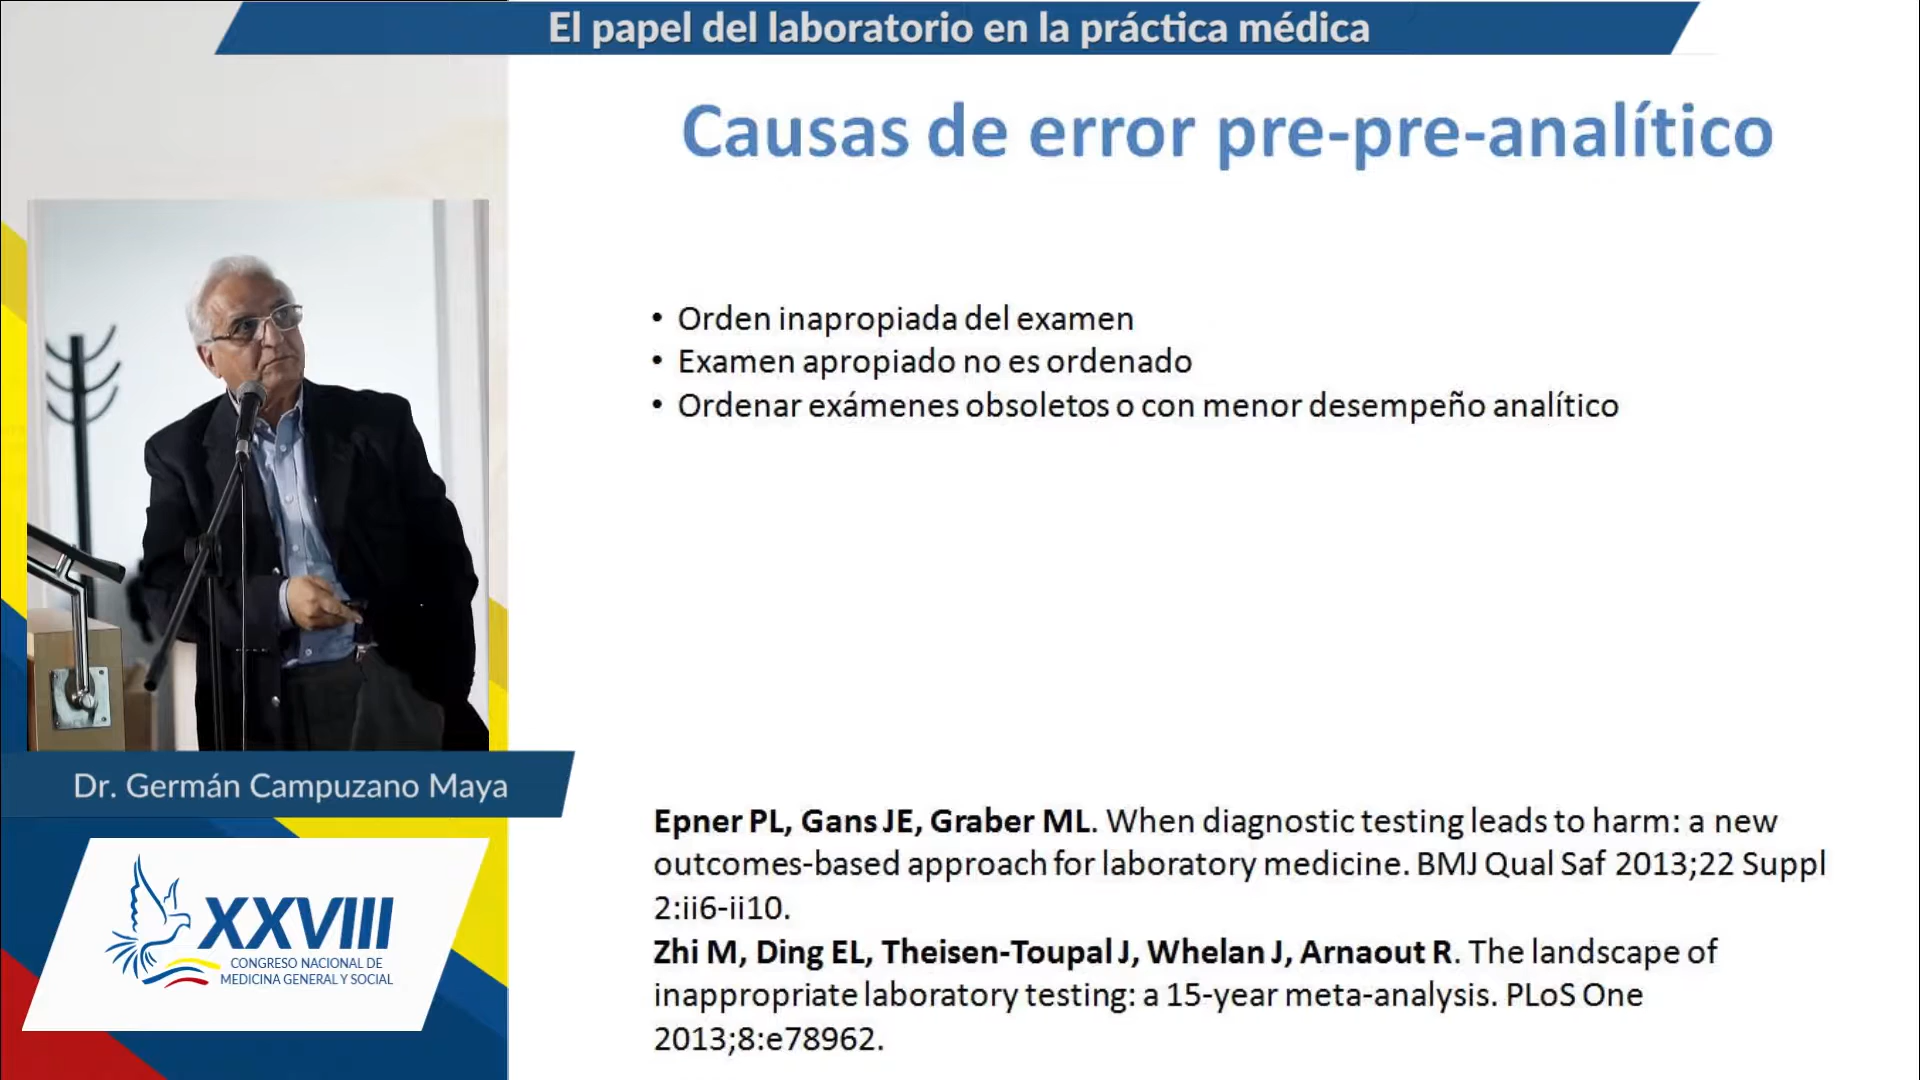 El papel del laboratorio en la práctica médica
Causas de error pre-pre-analítico
• Orden inapropiada del examen
• Examen apropiado no es ordenado
• Ordenar exámenes obsoletos o con menor desempeño analítico
Dr. Germán Campuzano Maya
Epner PL, Gans JE, Graber ML. When diagnostic testing leads to harm: a new
outcomes-based approach for laboratory medicine. BMJ Qual Saf 2013;22 Suppl
2:ii6-ii10.
Zhi M, Ding EL, Theisen-Toupal J, Whelan J, Arnaout R. The landscape of
inappropriate laboratory testing: a 15-year meta-analysis. PLoS One
2013;8:e78962.
XXVIII
CONGRESO NACIONAL DE
MEDICINA GENERAL Y SOCIAL